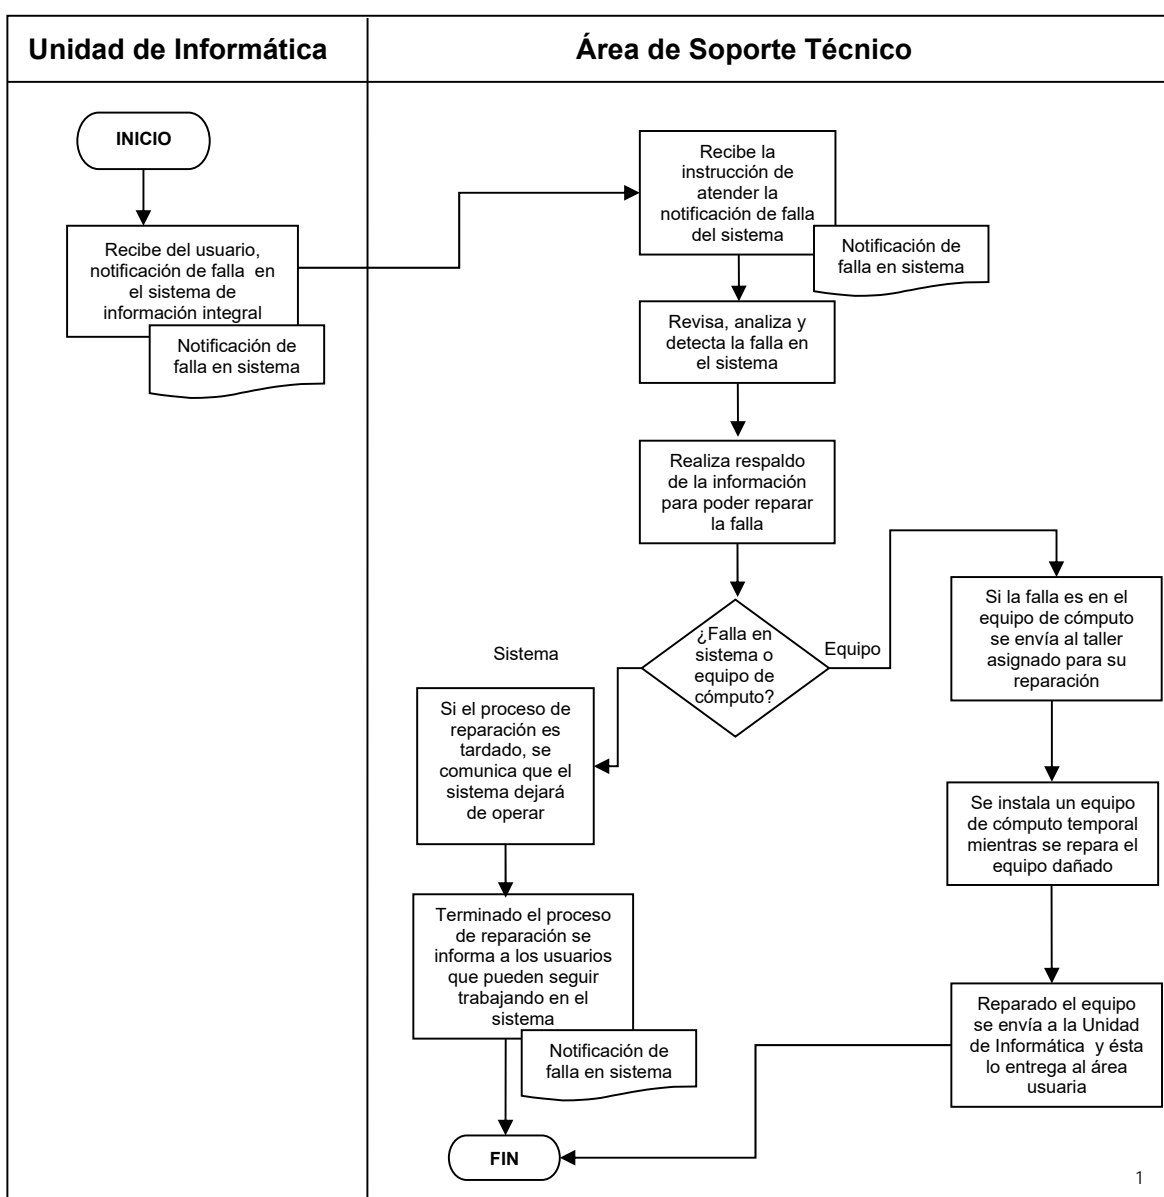 Unidad de Informática
Área de Soporte Técnico
INICIO
Recibe del usuario,
notificación de falla en
el sistema de
información integral
Notificación de
falla en sistema
Recibe la
instrucción de
atender la
notificación de falla
del sistema
Notificación de
falla en sistema
Revisa, analiza y
detecta la falla en
el sistema
Realiza respaldo
de la información
para poder reparar
la falla
¿Falla en
sistema o
equipo de
cómputo?
Sistema
Equipo
Si el proceso de
reparación es
tardado, se
comunica que el
sistema dejará
de operar
Terminado el proceso
de reparación se
informa a los usuarios
que pueden seguir
trabajando en el
sistema
Notificación de
falla en sistema
Si la falla es en el
equipo de cómputo
se envía al taller
asignado para su
reparación
Se instala un equipo
de cómputo temporal
mientras se repara el
equipo dañado
Reparado el equipo
se envía a la Unidad
de Informática y ésta
lo entrega al área
usuaria
FIN
1